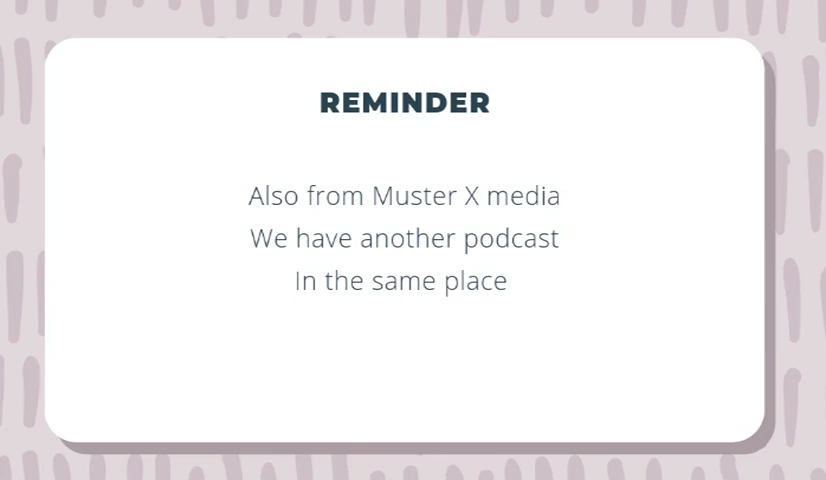 REMINDER
Also from Muster X media
We have another podcast
In the same place